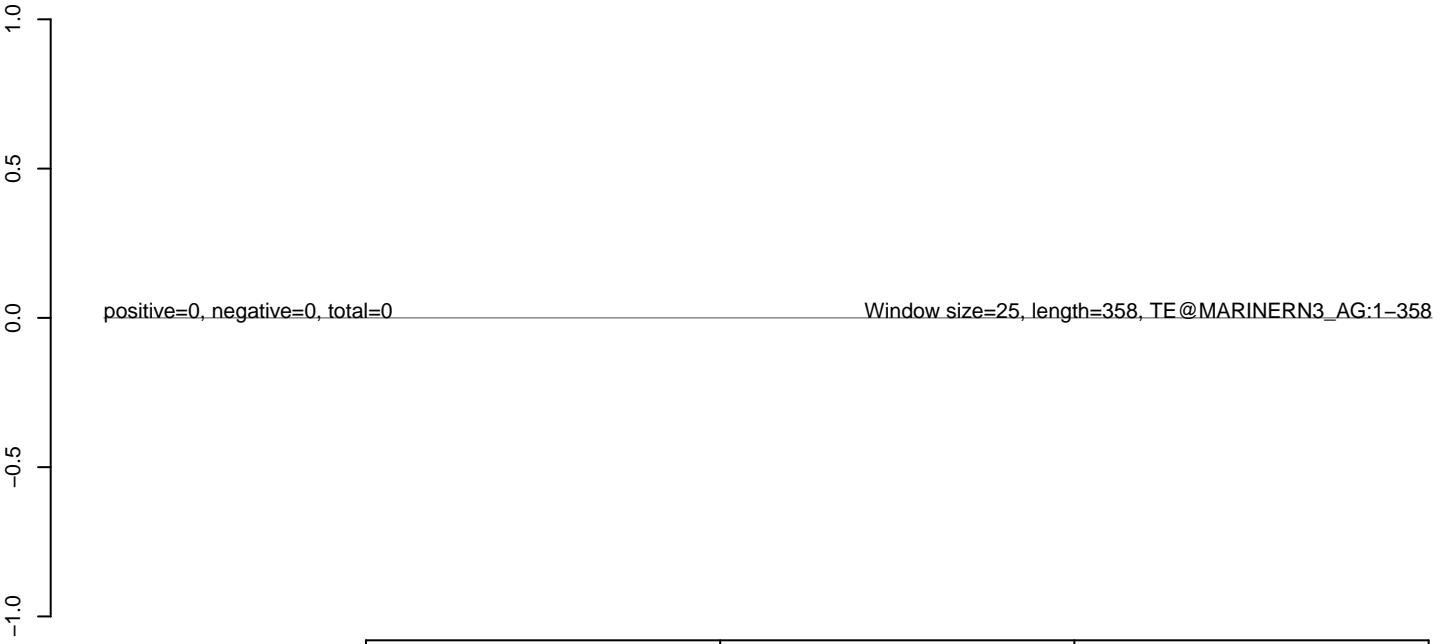 1.0
0.5
0.0
positive=0, negative=0, total=0
Window size=25, length=358, TE@MARINERN3_AG:1–358
−0.5
−1.0